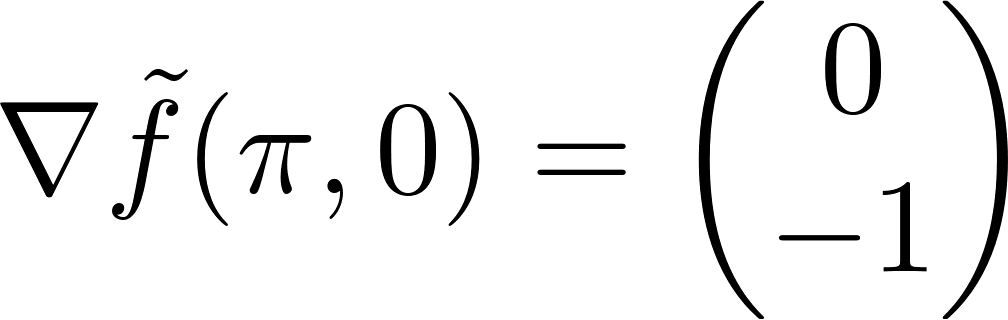 ∇f̃(π, 0) = (0
−1)